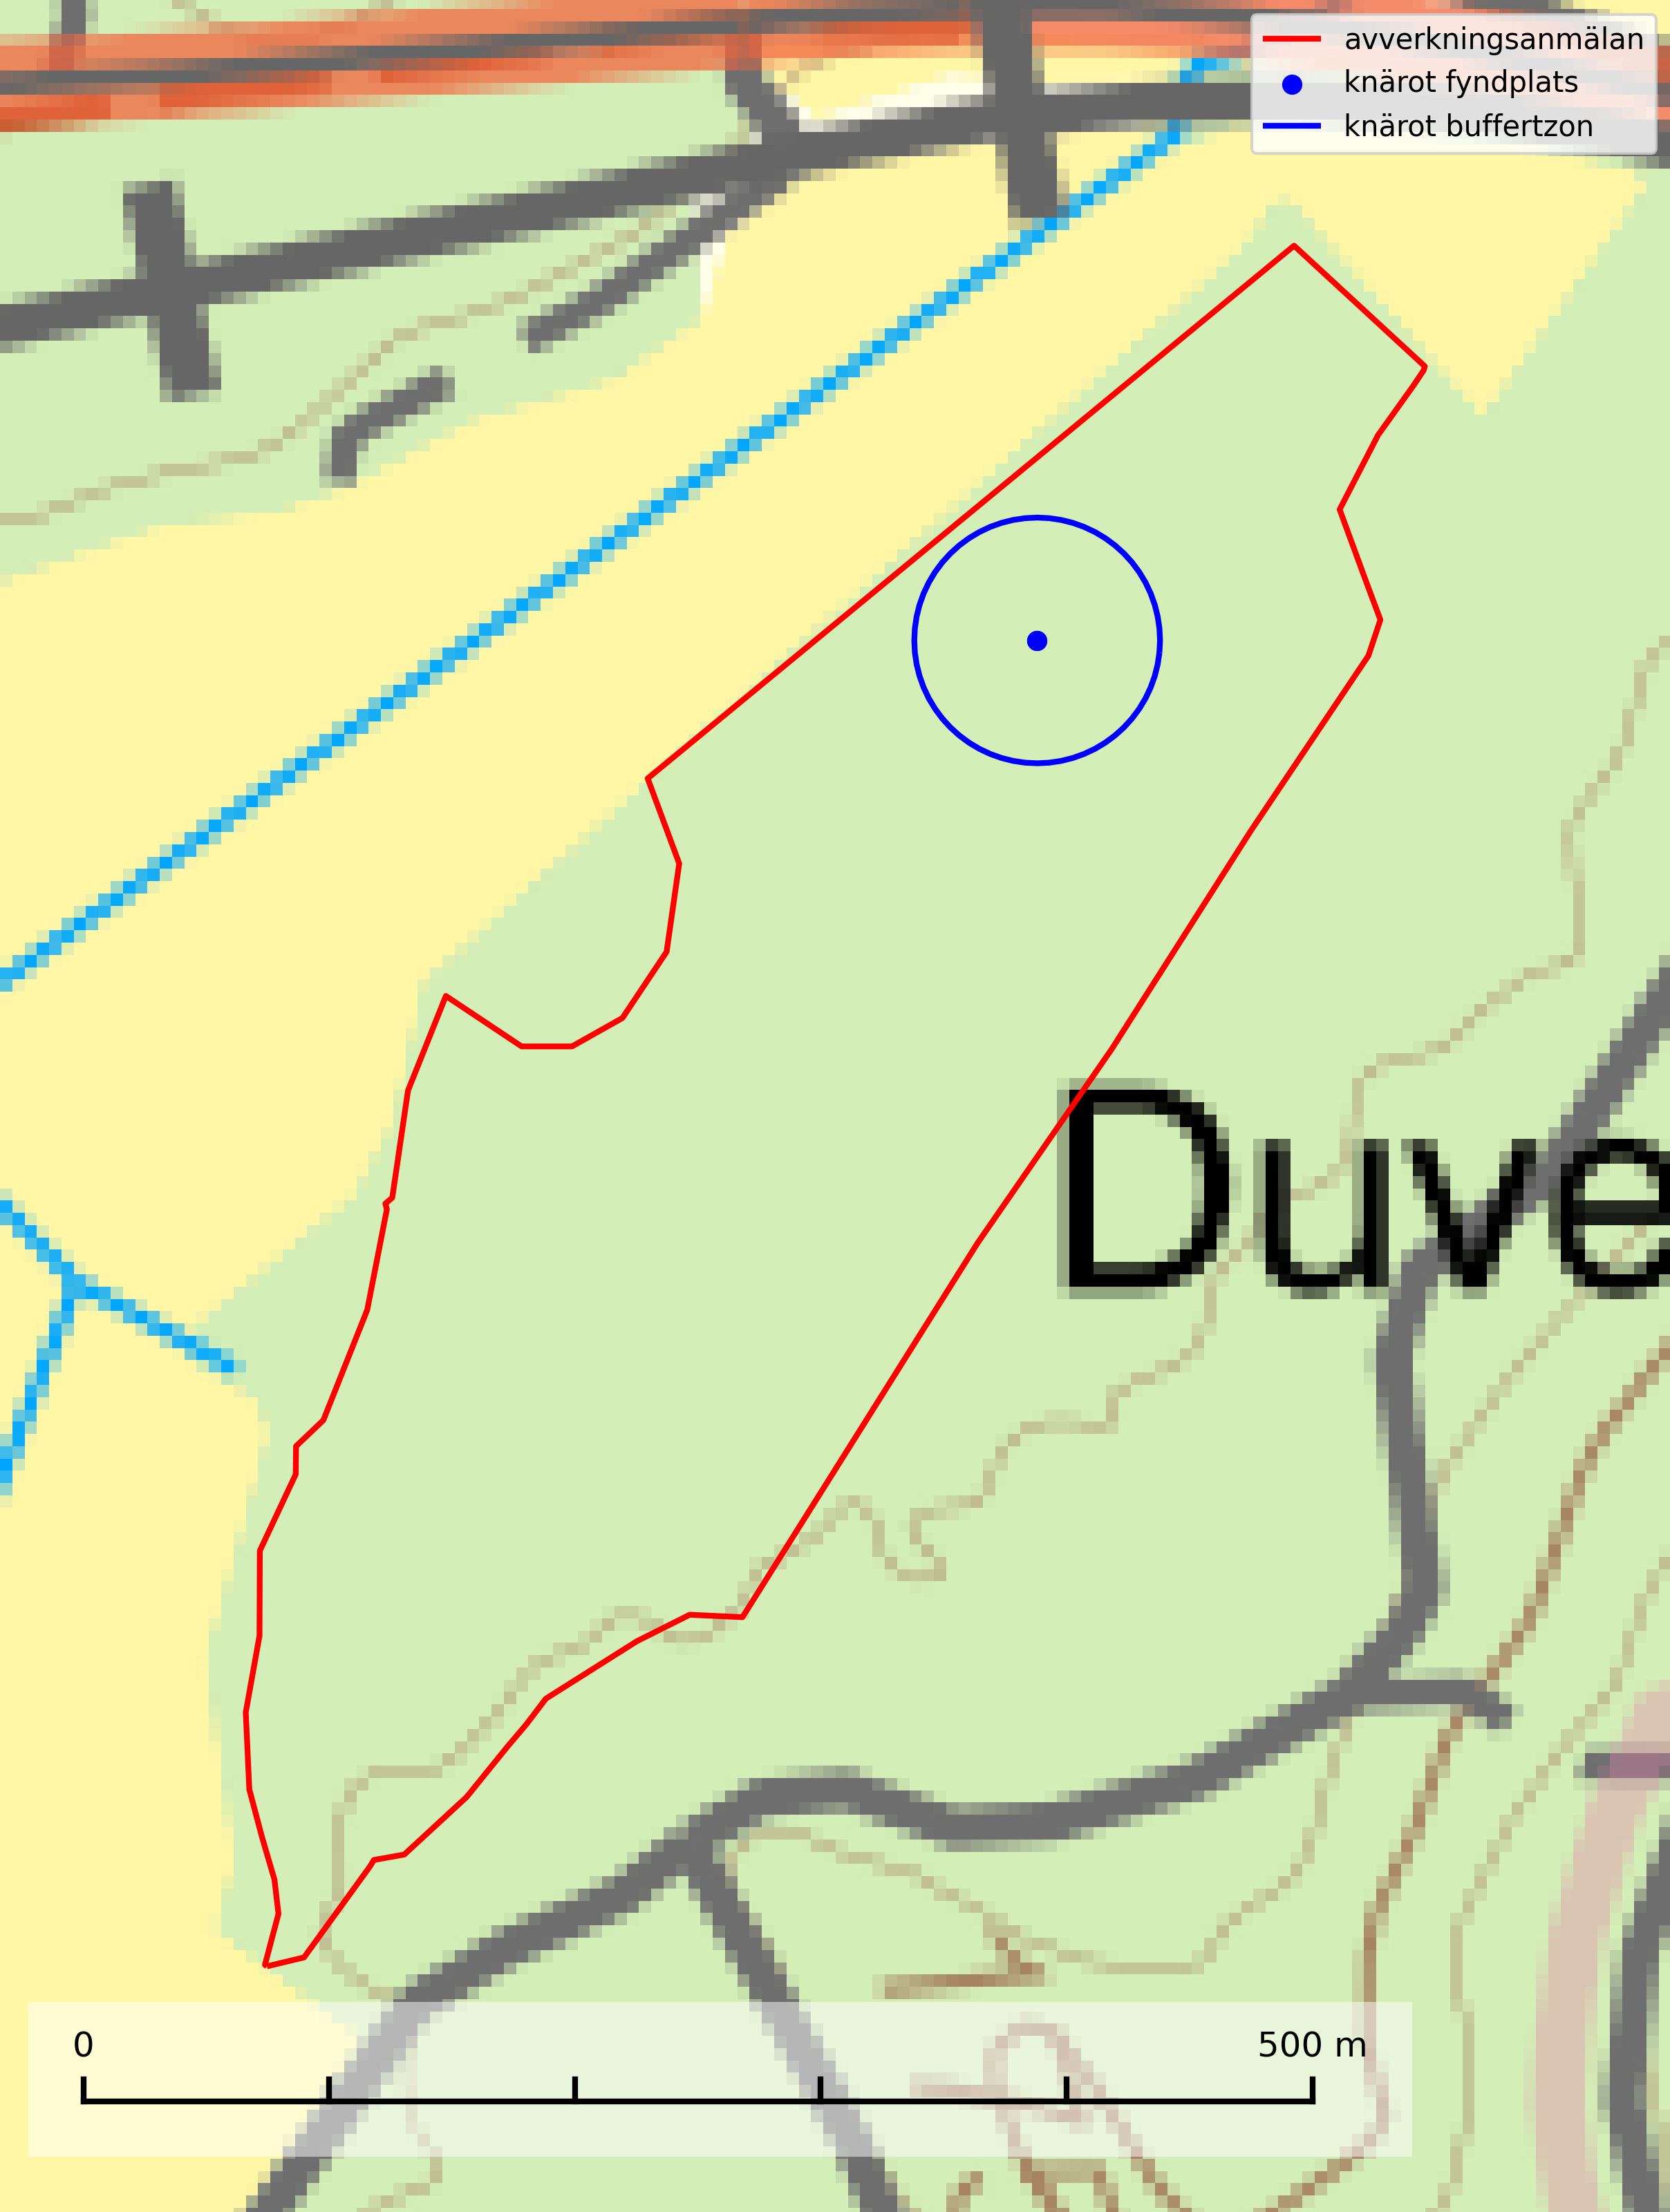 avverkningsanmälan
knärot fyndplats
knärot buffertzon
Duve
0 500 m